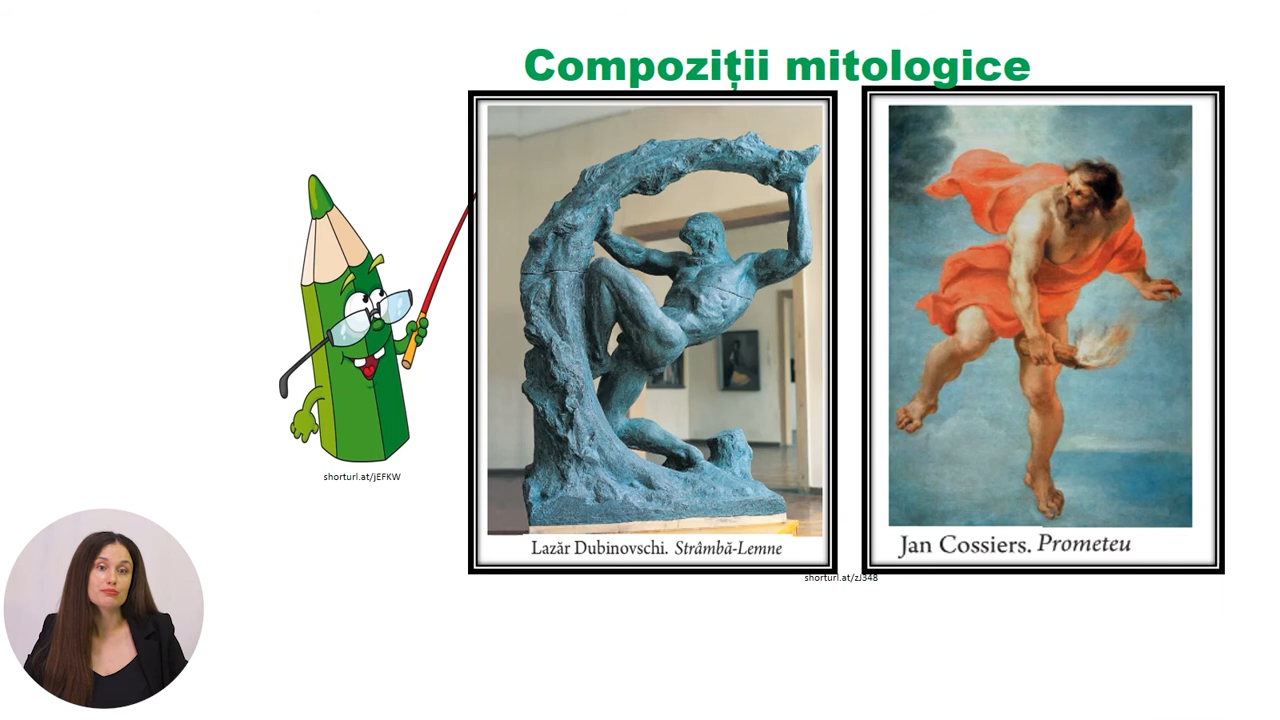 Compoziții mitologice
shorturl.at/jEFKW
Lazăr Dubinovschi. Strâmbă-Lemne
Jan Cossiers. Prometeu
shorturl.at/zJ348